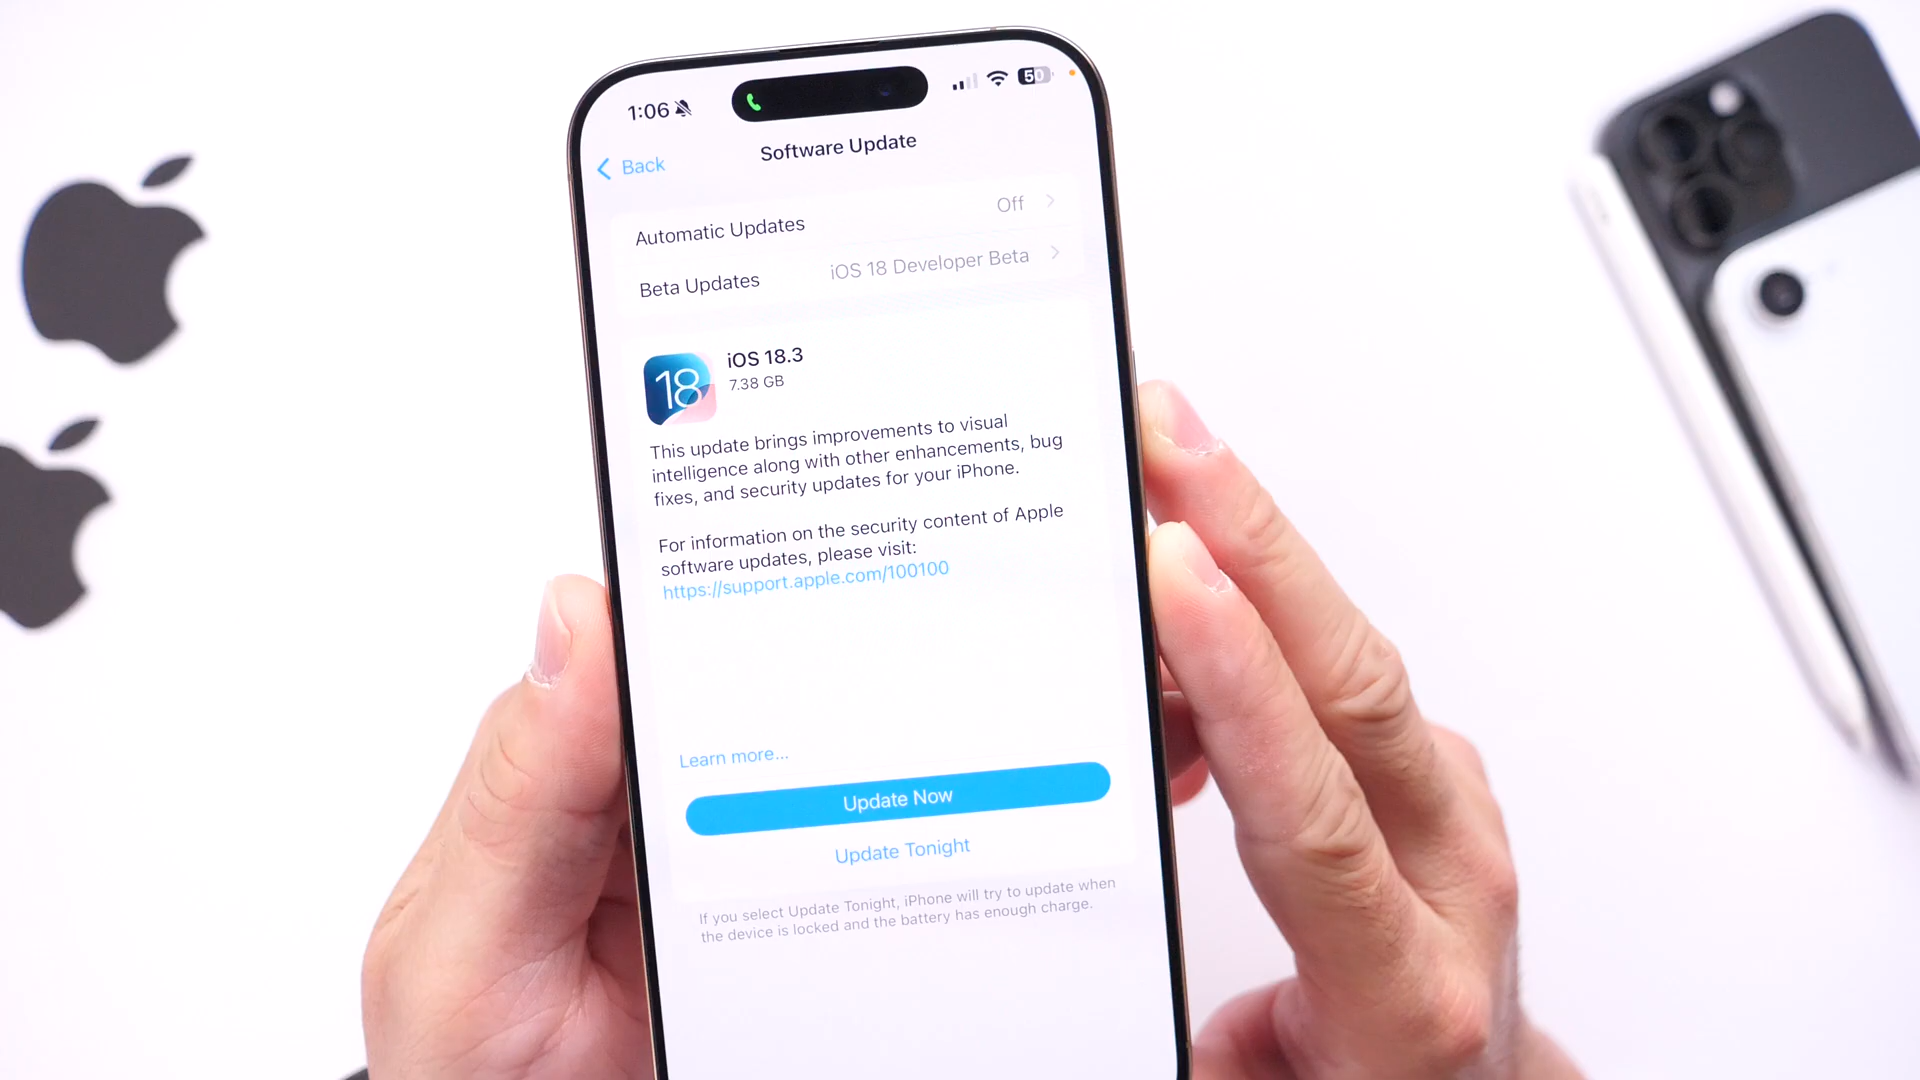 1:06
50
Back
Software Update
Automatic Updates
Off
Beta Updates
iOS 18 Developer Beta
18
iOS 18.3
7.38 GB
This update brings improvements to visual
intelligence along with other enhancements, bug
fixes, and security updates for your iPhone.
For information on the security content of Apple
software updates, please visit:
https://support.apple.com/100100
Learn more...
Update Now
Update Tonight
If you select Update Tonight, iPhone will try to update when
the device is locked and the battery has enough charge.